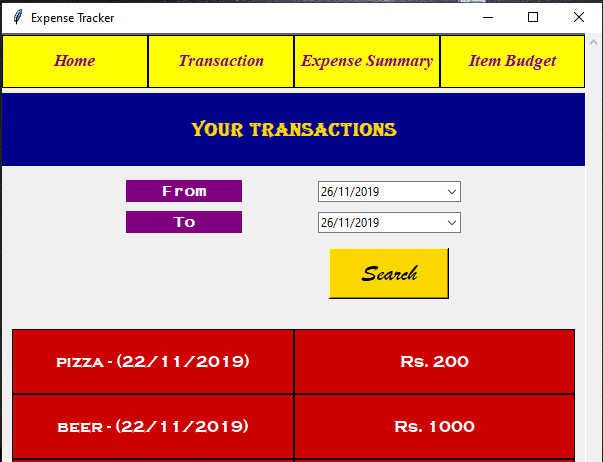 Expense Tracker
Home Transaction Expense Summary Item Budget
YOUR TRANSACTIONS
From 26/11/2019
To 26/11/2019
Search
PIZZA - (22/11/2019) Rs. 200
BEER - (22/11/2019) Rs. 1000